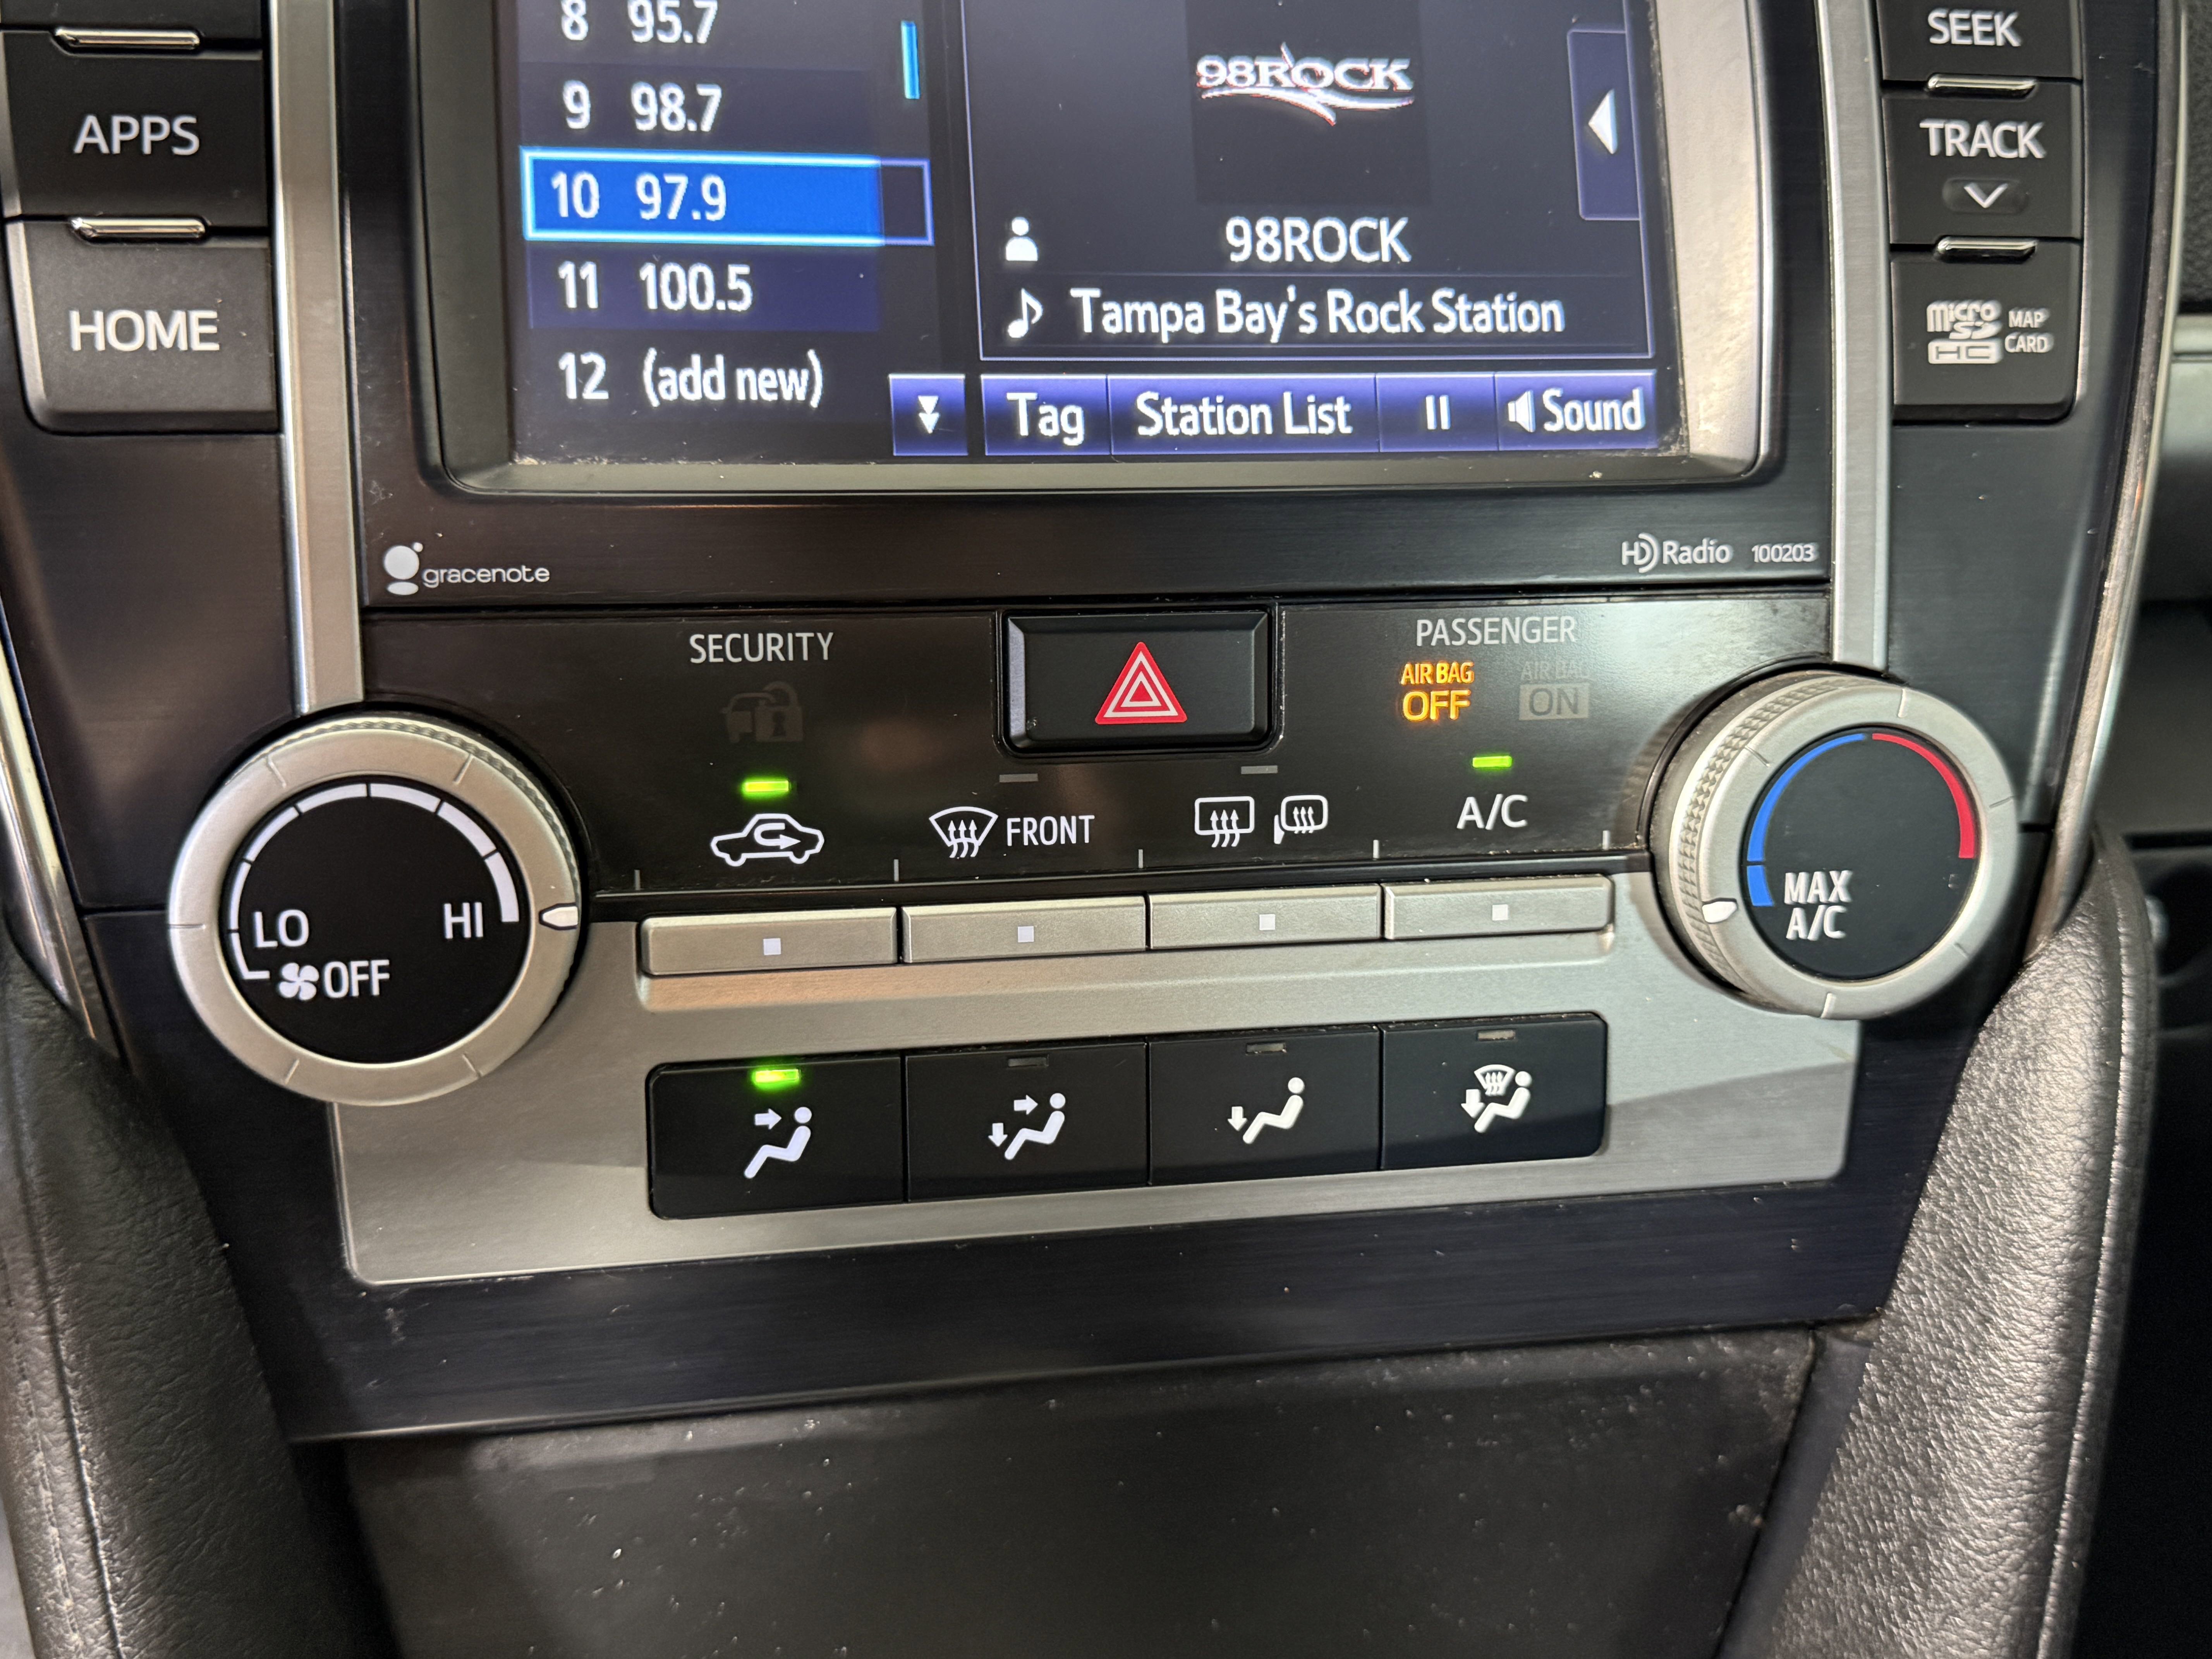 APPS
HOME
8 95.7
9 98.7
10 97.9
11 100.5
12 (add new)
98ROCK
98ROCK
Tampa Bay's Rock Station
Tag
Station List
Sound
SEEK
TRACK
micro
SD
HC
MAP
CARD
gracenote
HD Radio 100203
SECURITY
PASSENGER
AIR BAG
OFF
AIR BAG
ON
FRONT
A/C
LO
HI
OFF
MAX
A/C